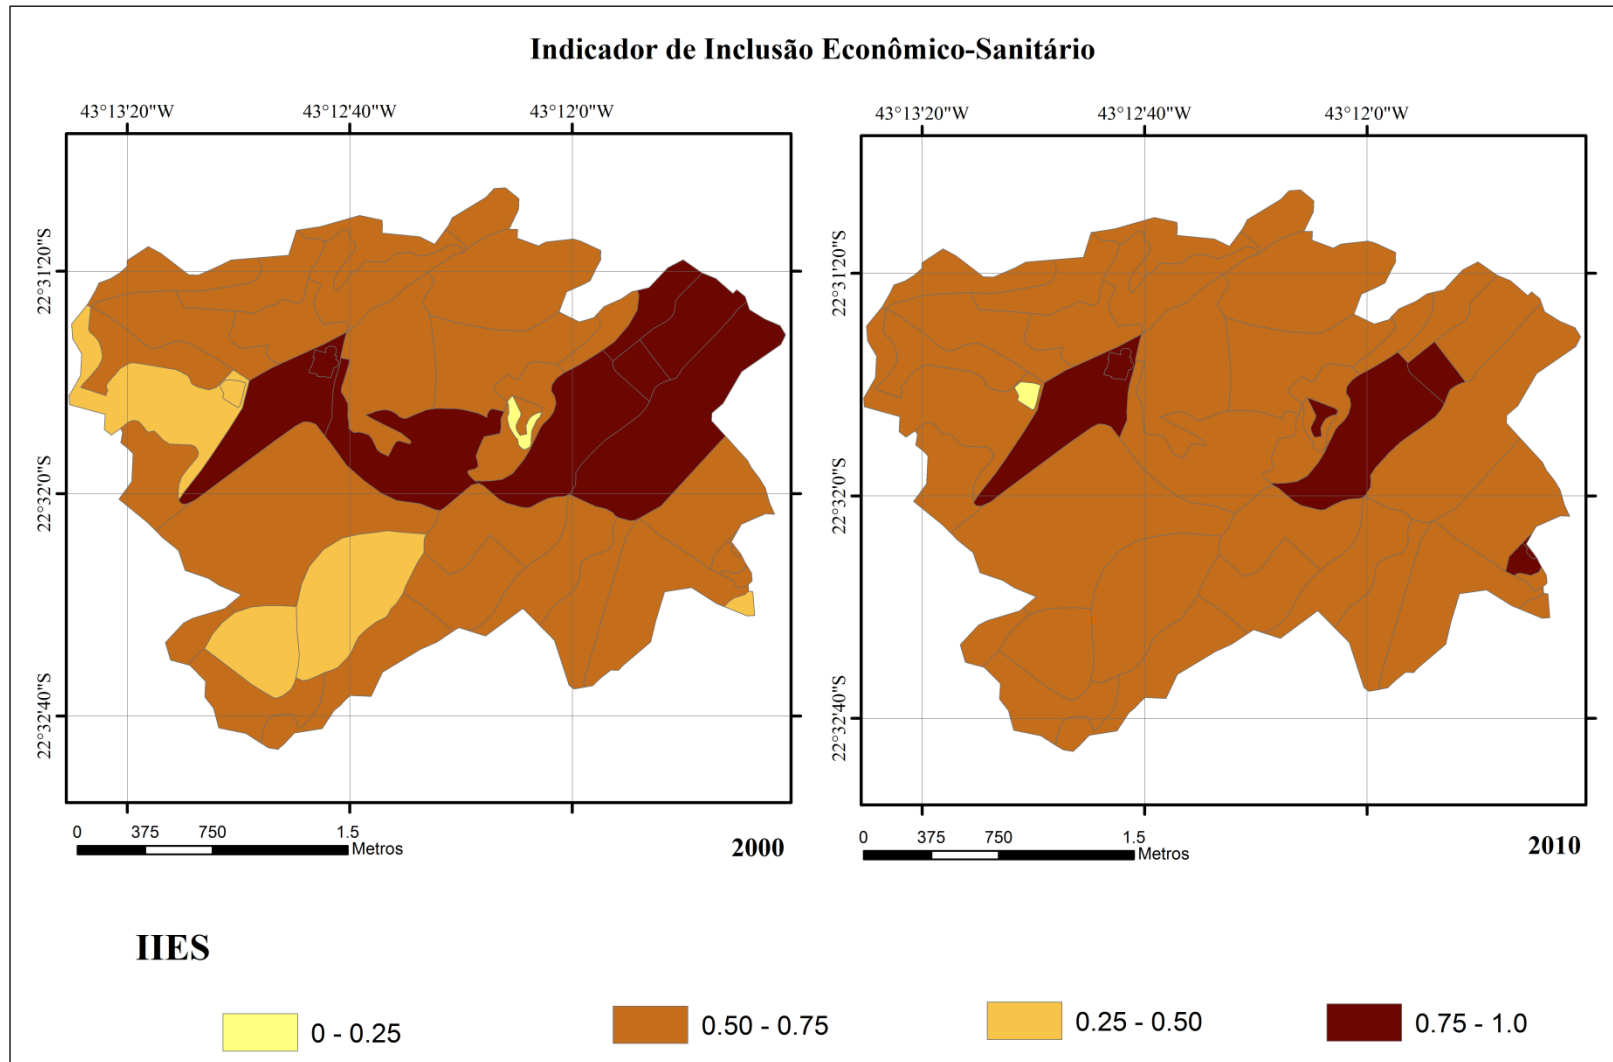 Indicador de Inclusão Econômico-Sanitário
43°13'20"W 43°12'40"W 43°12'0"W
43°13'20"W 43°12'40"W 43°12'0"W
22°31'20"S
22°32'0"S
22°32'40"S
22°31'20"S
22°32'0"S
22°32'40"S
0 375 750 1.5
Metros
2000
0 375 750 1.5
Metros
2010
IIES
0 - 0.25
0.50 - 0.75
0.25 - 0.50
0.75 - 1.0